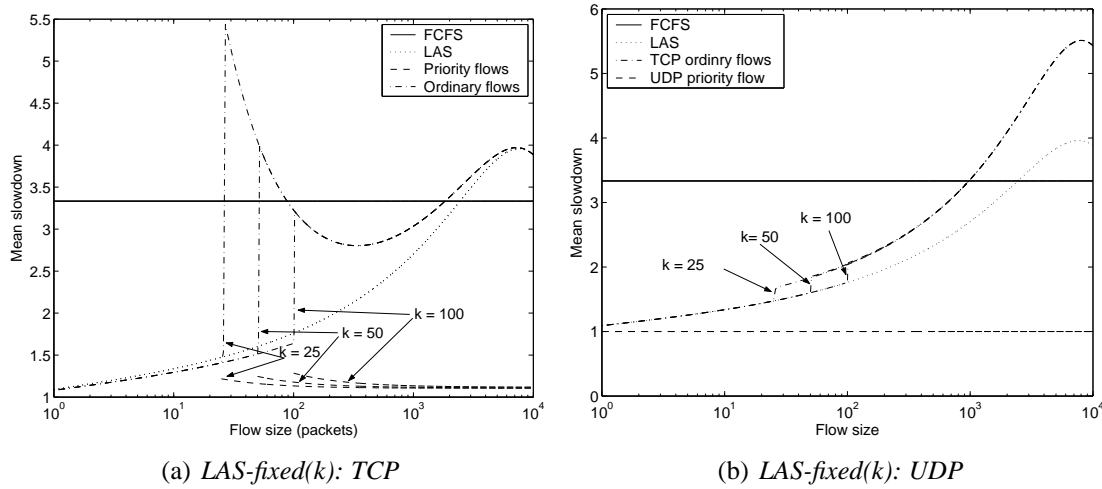 5.5
5
4.5
4
3.5
3
2.5
2
1.5
1
Mean slowdown
FCFS
LAS
Priority flows
Ordinary flows
k = 100
k = 50
k = 25
10^0
10^1
10^2
10^3
10^4
Flow size (packets)
(a) LAS-fixed(k): TCP
6
5
4
3
2
1
0
Mean slowdown
FCFS
LAS
TCP ordinry flows
UDP priority flow
k = 100
k= 50
k = 25
10^0
10^1
10^2
10^3
10^4
Flow size
(b) LAS-fixed(k): UDP